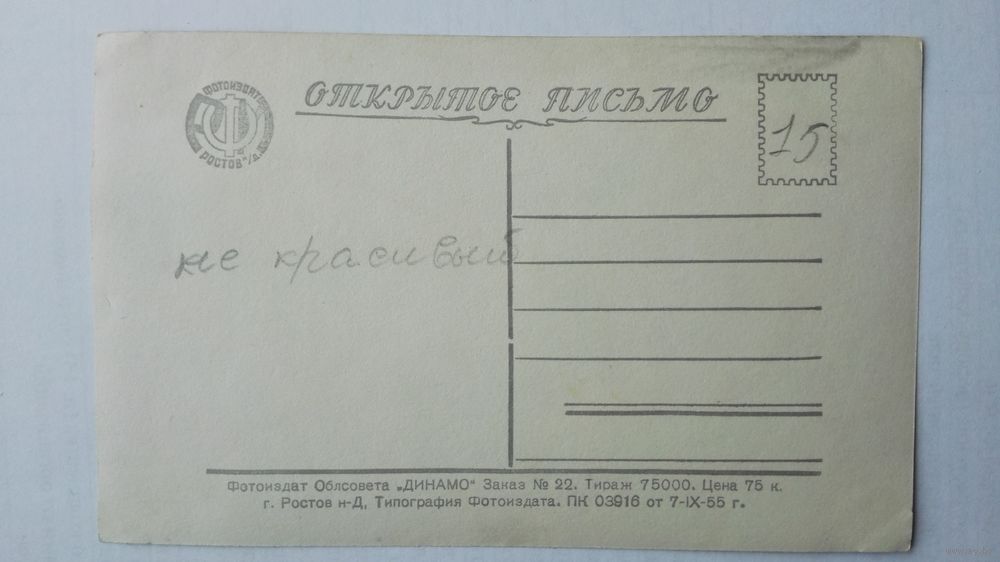 ФОТОИЗДАТ
РОСТОВ н/Д.
ОТКРЫТОЕ ПИСЬМО
15
не красивый
Фотоиздат Облсовета „ДИНАМО“ Заказ № 22. Тираж 75000. Цена 75 к.
г. Ростов н-Д, Типография Фотоиздата. ПК 03916 от 7-IX-55 г.